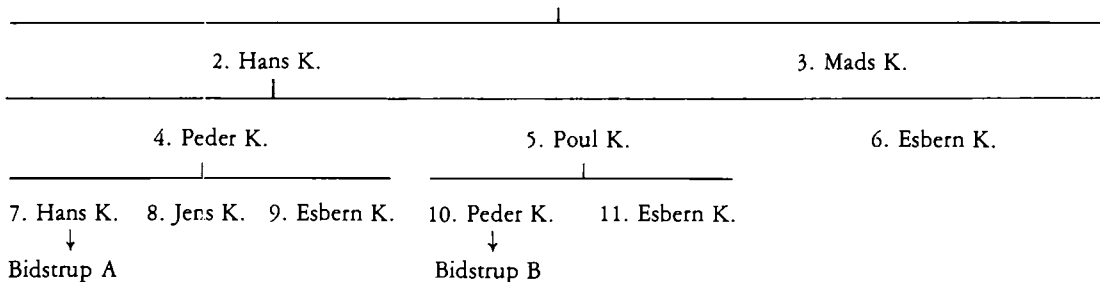 2. Hans K. 3. Mads K.
4. Peder K. 5. Poul K. 6. Esbern K.
7. Hans K. 8. Jens K. 9. Esbern K. 10. Peder K. 11. Esbern K.
↓ ↓
Bidstrup A Bidstrup B